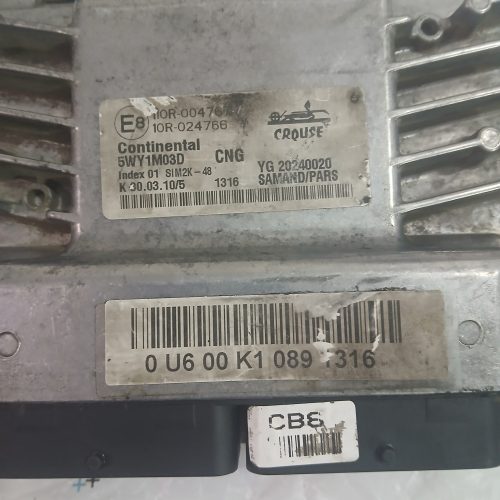 E8
10R-024766
CROUSE
Continental
5WY1M03D
CNG
YG 20240020
Index 01 SIM2K-48
1316
SAMAND/PARS
0 U6 00 K1 089 1316
CB8